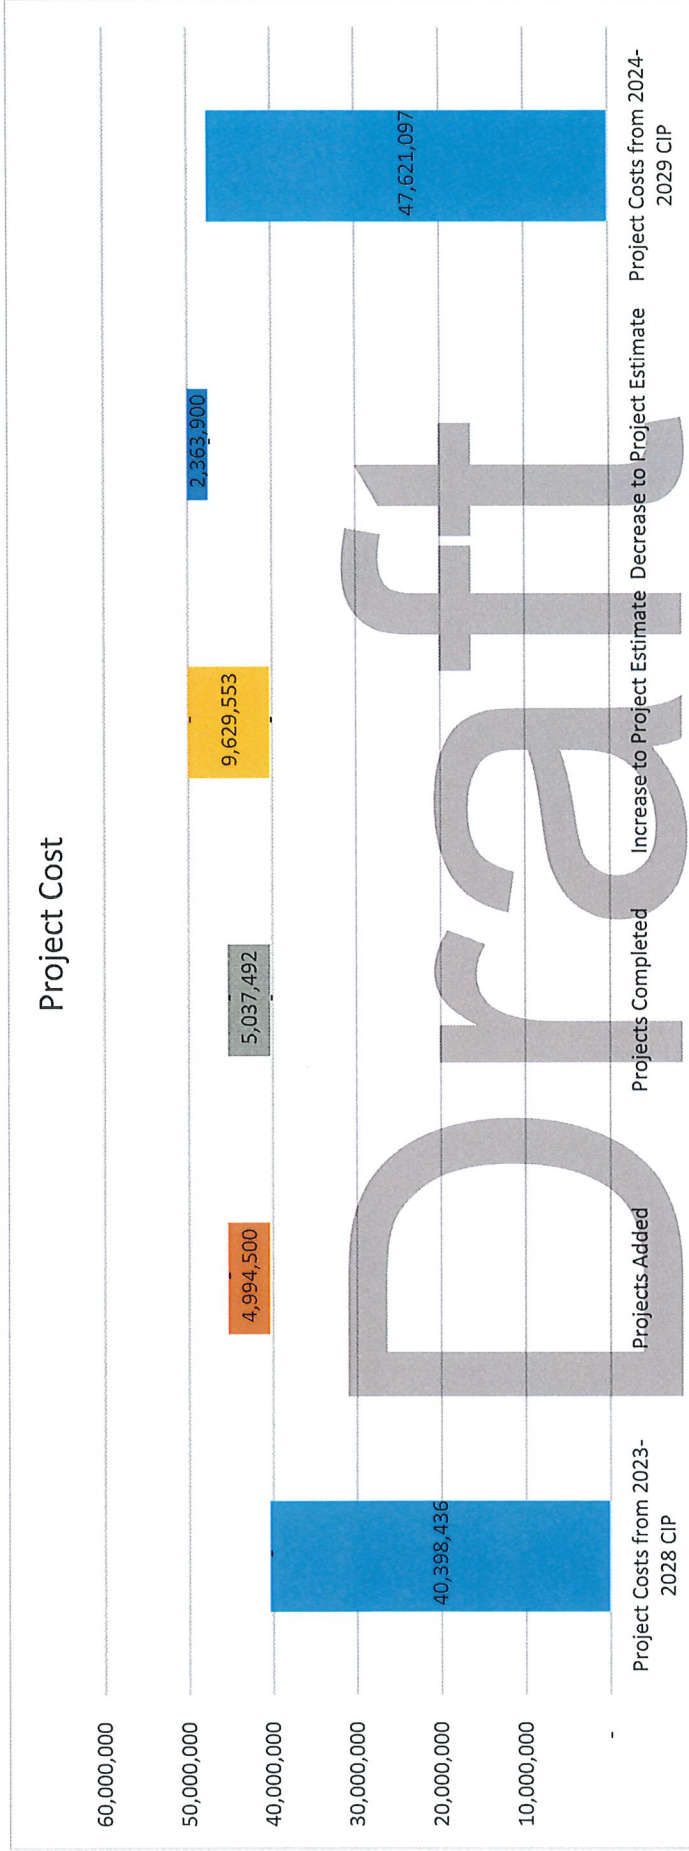 Project Cost
60,000,000
50,000,000
40,000,000
30,000,000
20,000,000
10,000,000
-
40,398,436
4,994,500
5,037,492
9,629,553
2,363,900
47,621,097
Project Costs from 2023-
2028 CIP
Projects Added
Projects Completed
Increase to Project Estimate
Decrease to Project Estimate
Project Costs from 2024-
2029 CIP
Draft